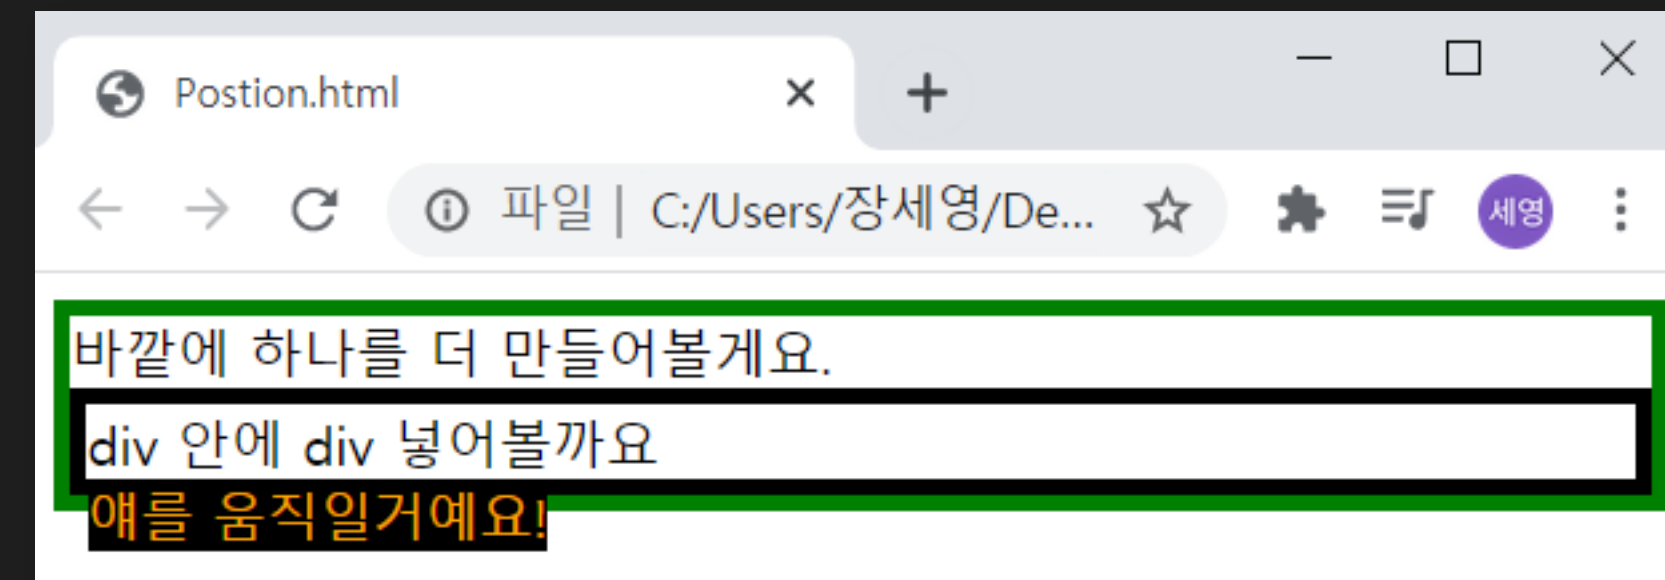 Postion.html
파일 | C:/Users/장세영/De...
세영
바깥에 하나를 더 만들어볼게요.
div 안에 div 넣어볼까요
얘를 움직일거예요!